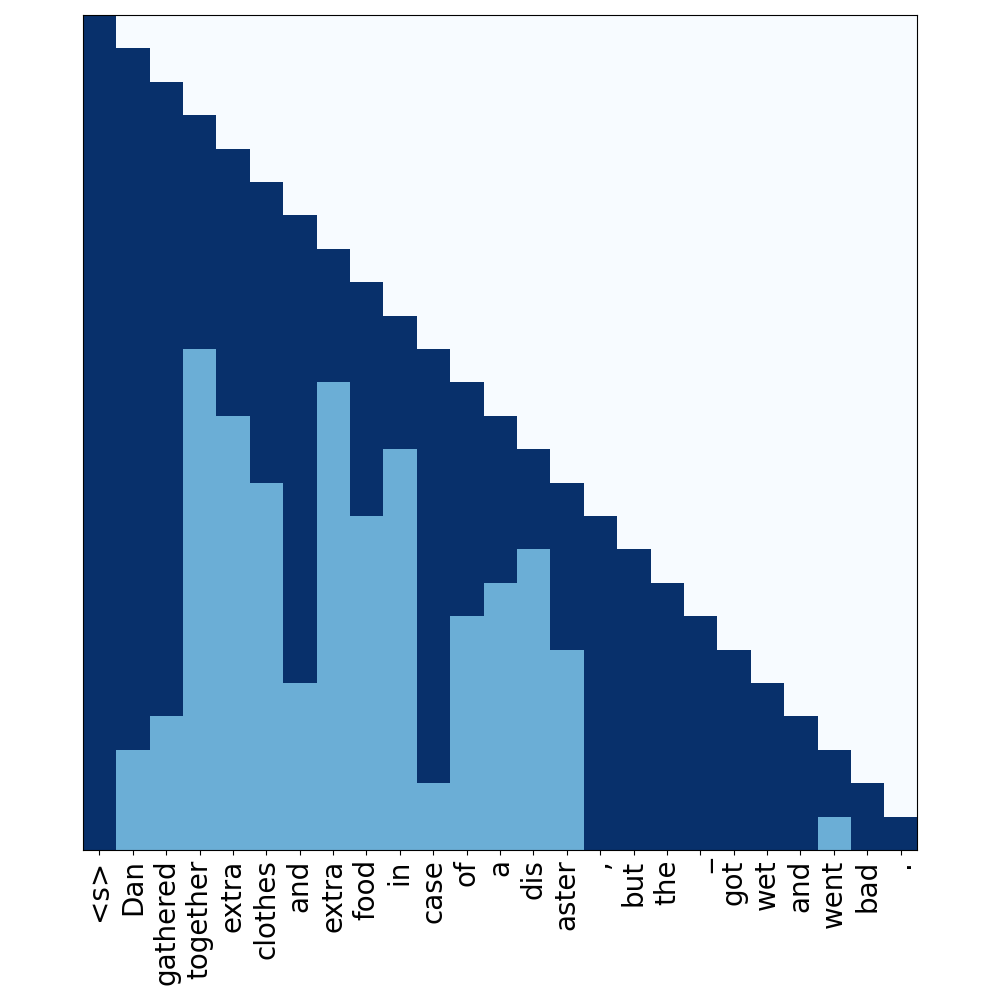 <s> Dan gathered together extra clothes and extra food in case of a dis aster , but the _ got wet and went bad .